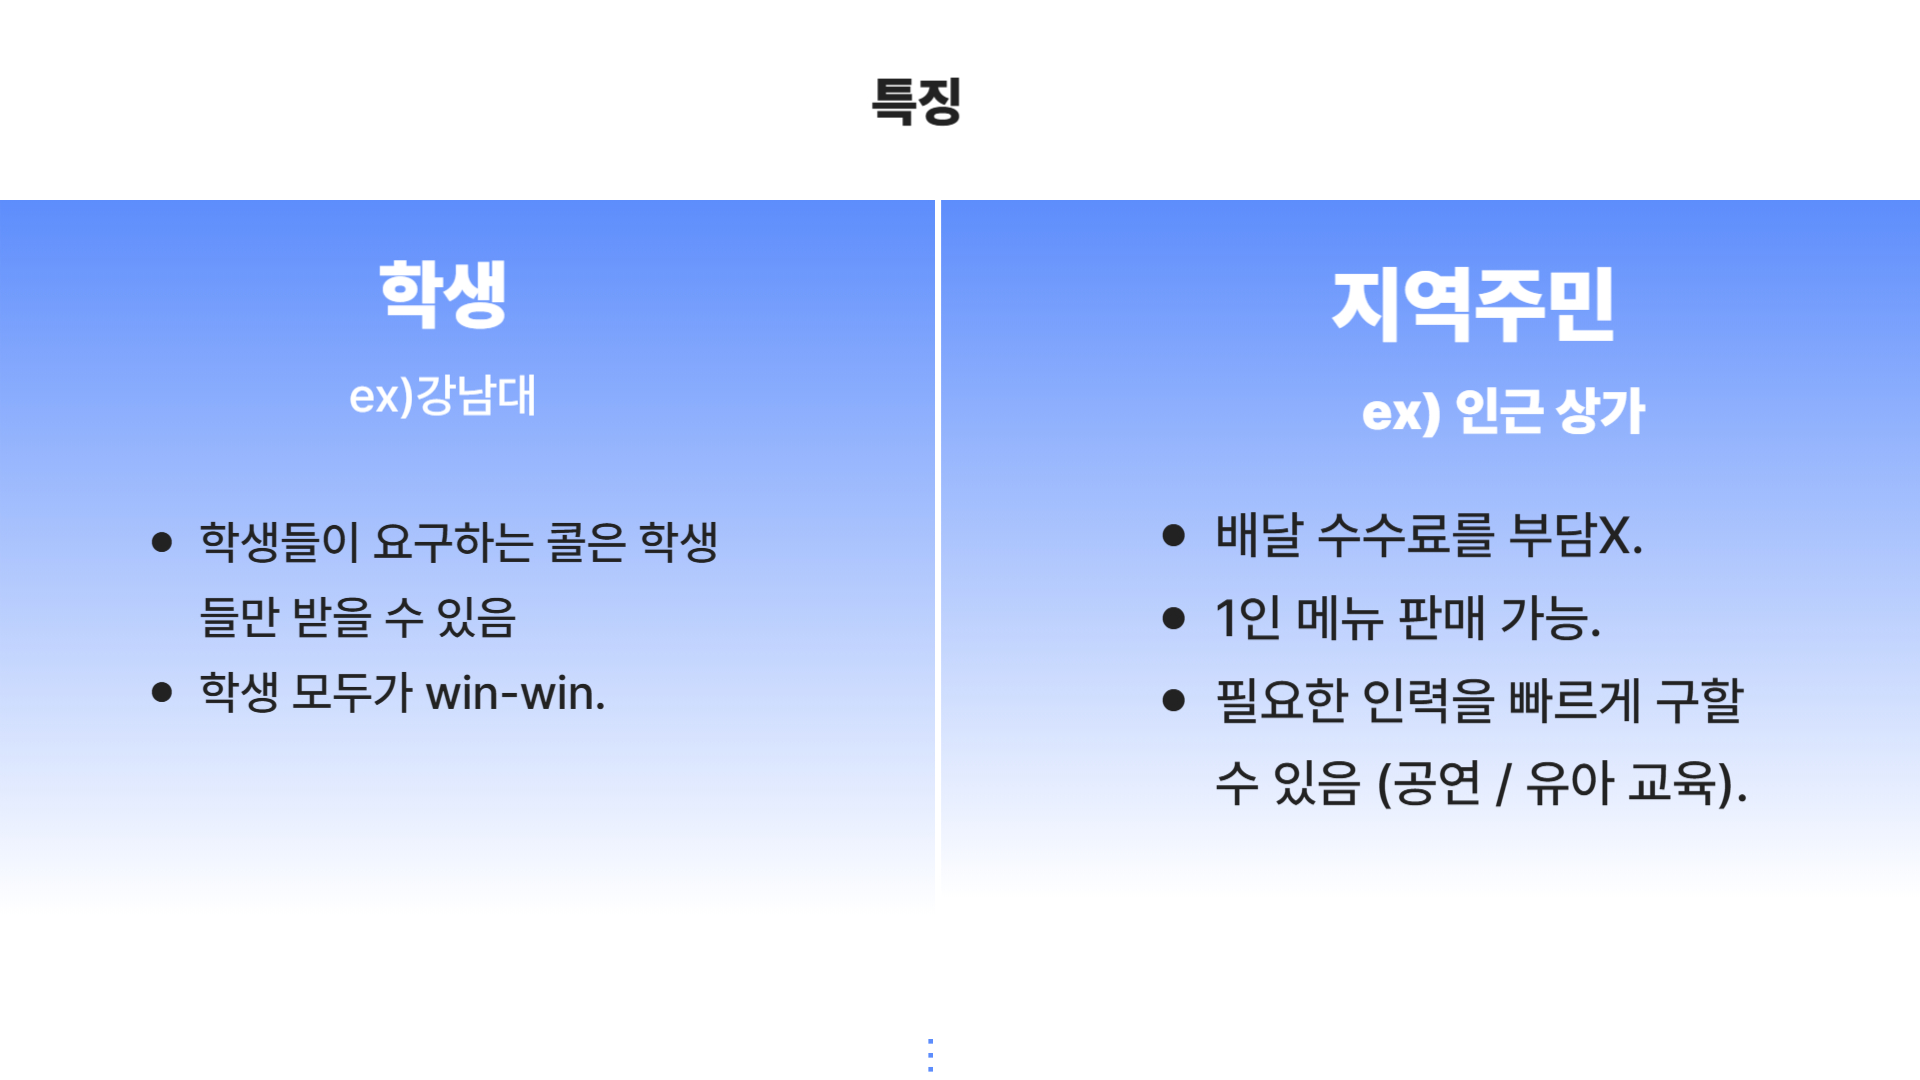 특징
학생
ex)강남대
● 학생들이 요구하는 콜은 학생
들만 받을 수 있음
● 학생 모두가 win-win.
지역주민
ex) 인근 상가
● 배달 수수료를 부담X.
● 1인 메뉴 판매 가능.
● 필요한 인력을 빠르게 구할
수 있음 (공연 / 유아 교육).